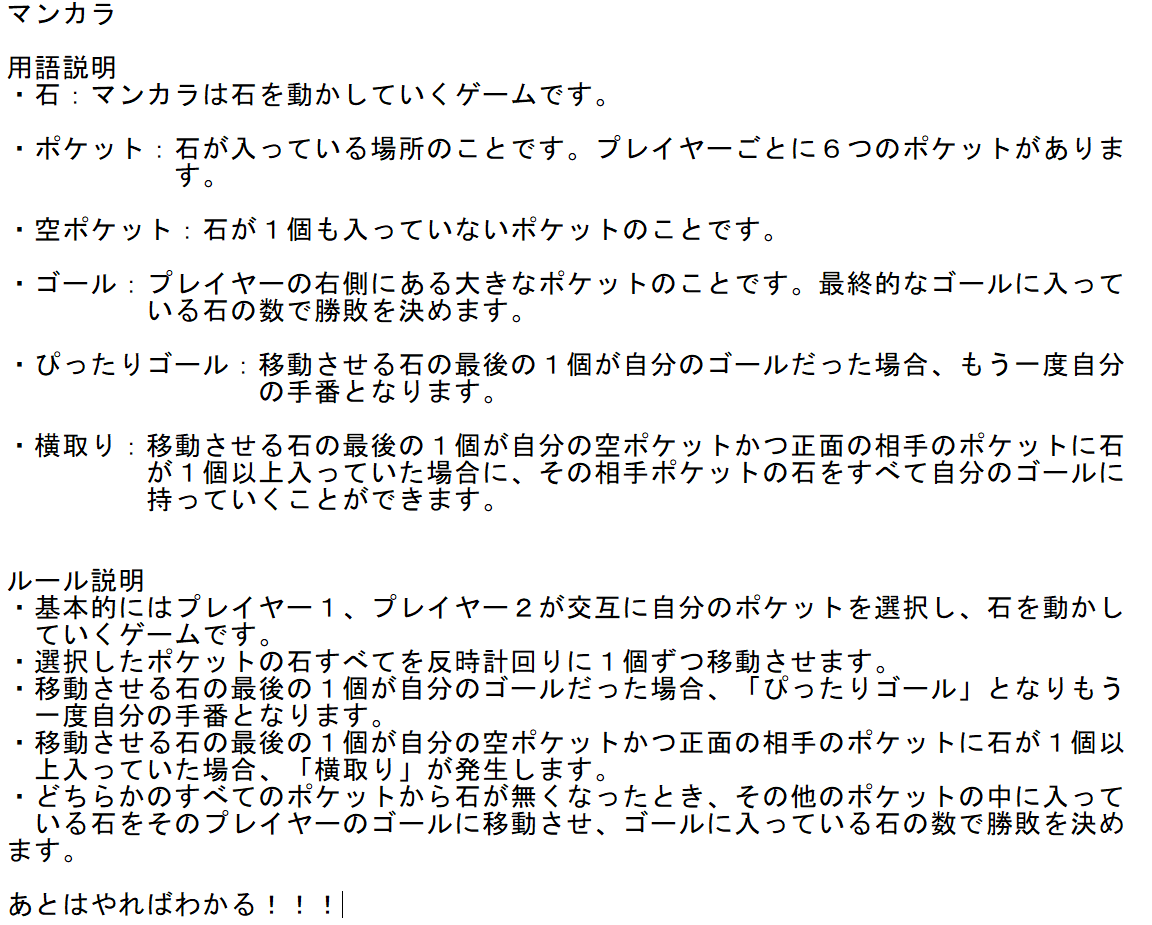 マンカラ
用語説明
・石：マンカラは石を動かしていくゲームです。
・ポケット：石が入っている場所のことです。プレイヤーごとに６つのポケットがありま
す。
・空ポケット：石が１個も入っていないポケットのことです。
・ゴール：プレイヤーの右側にある大きなポケットのことです。最終的なゴールに入って
いる石の数で勝敗を決めます。
・ぴったりゴール：移動させる石の最後の１個が自分のゴールだった場合、もう一度自分
の手番となります。
・横取り：移動させる石の最後の１個が自分の空ポケットかつ正面の相手のポケットに石
が１個以上入っていた場合に、その相手ポケットの石をすべて自分のゴールに
持っていくことができます。
ルール説明
・基本的にはプレイヤー１、プレイヤー２が交互に自分のポケットを選択し、石を動かし
ていくゲームです。
・選択したポケットの石すべてを反時計回りに１個ずつ移動させます。
・移動させる石の最後の１個が自分のゴールだった場合、「ぴったりゴール」となりもう
一度自分の手番となります。
・移動させる石の最後の１個が自分の空ポケットかつ正面の相手のポケットに石が１個以
上入っていた場合、「横取り」が発生します。
・どちらかのすべてのポケットから石が無くなったとき、その他のポケットの中に入って
いる石をそのプレイヤーのゴールに移動させ、ゴールに入っている石の数で勝敗を決め
ます。
あとはやればわかる！！！